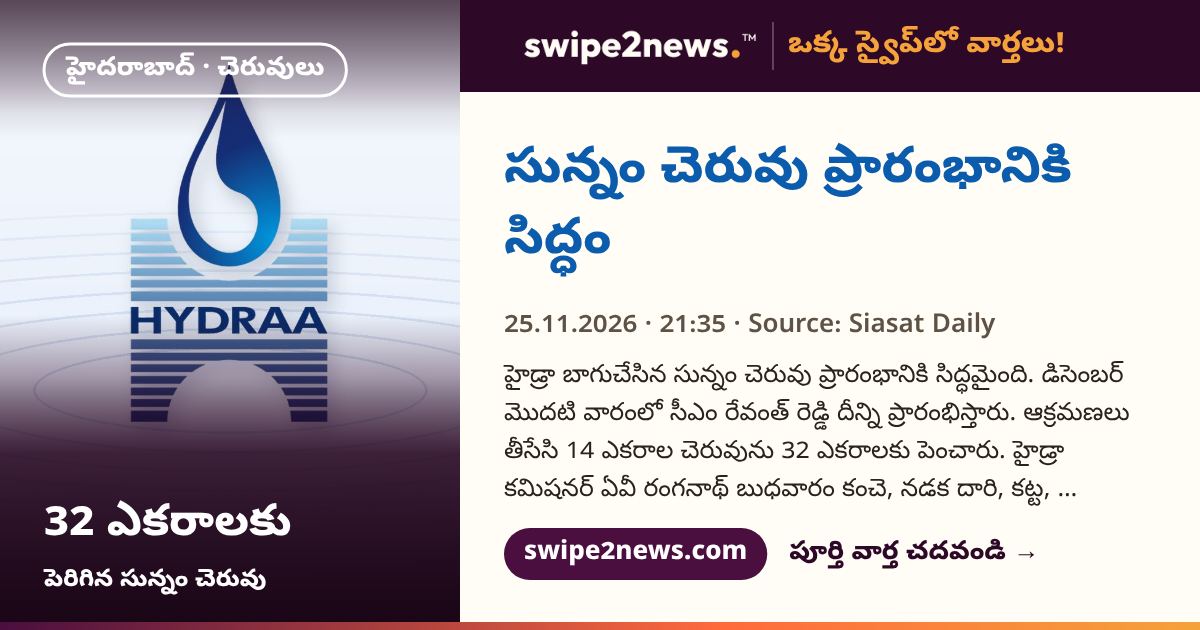 హైదరాబాద్ · చెరువులు
HYDRAA
32 ఎకరాలకు
పెరిగిన సున్నం చెరువు
swipe2news.™ ఒక్క స్వైప్‌లో వార్తలు!
సున్నం చెరువు ప్రారంభానికి
సిద్ధం
25.11.2026 · 21:35 · Source: Siasat Daily
హైడ్రా బాగుచేసిన సున్నం చెరువు ప్రారంభానికి సిద్ధమైంది. డిసెంబర్
మొదటి వారంలో సీఎం రేవంత్ రెడ్డి దీన్ని ప్రారంభిస్తారు. ఆక్రమణలు
తీసేసి 14 ఎకరాల చెరువును 32 ఎకరాలకు పెంచారు. హైడ్రా
కమిషనర్ ఏవీ రంగనాథ్ బుధవారం కంచె, నడక దారి, కట్ట, ...
swipe2news.com పూర్తి వార్త చదవండి →